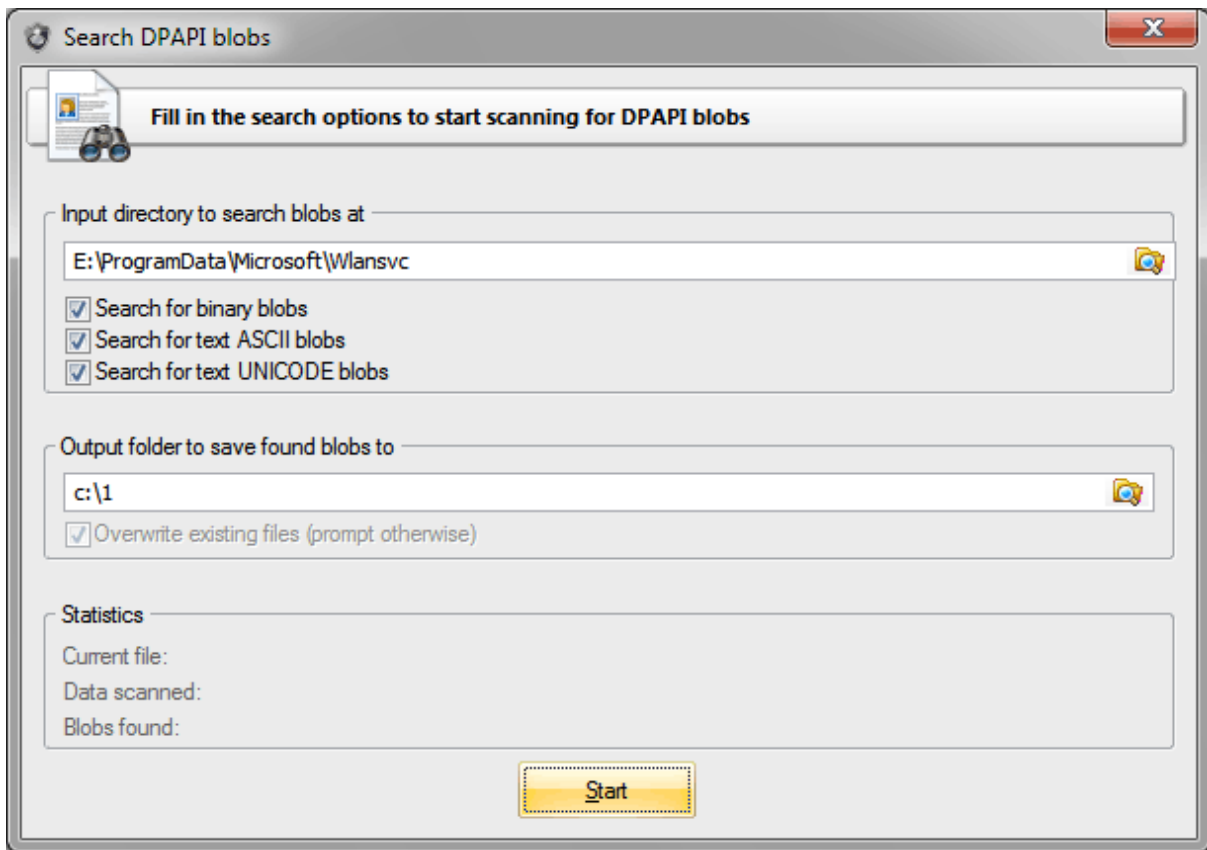 Search DPAPI blobs
Fill in the search options to start scanning for DPAPI blobs
Input directory to search blobs at
E:\ProgramData\Microsoft\Wlansvc
Search for binary blobs
Search for text ASCII blobs
Search for text UNICODE blobs
Output folder to save found blobs to
c:\1
Overwrite existing files (prompt otherwise)
Statistics
Current file:
Data scanned:
Blobs found:
Start